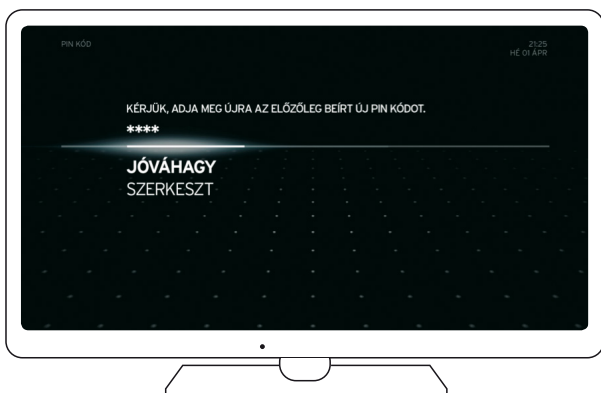 PIN KÓD
21:25
HÉ 01 ÁPR
KÉRJÜK, ADJA MEG ÚJRA AZ ELŐZŐLEG BEÍRT ÚJ PIN KÓDOT.
****
JÓVÁHAGY
SZERKESZT